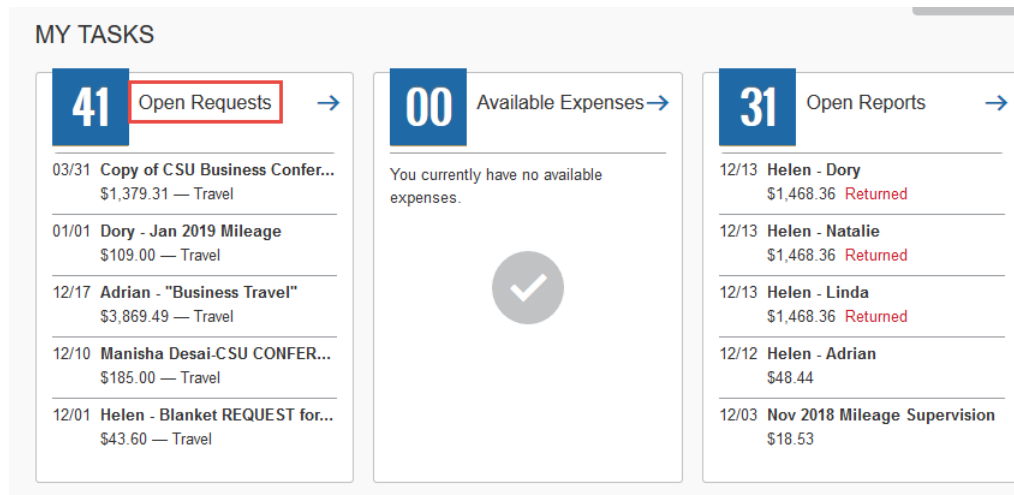 MY TASKS
41 Open Requests →
03/31 Copy of CSU Business Confer...
$1,379.31 — Travel
01/01 Dory - Jan 2019 Mileage
$109.00 — Travel
12/17 Adrian - "Business Travel"
$3,869.49 — Travel
12/10 Manisha Desai-CSU CONFER...
$185.00 — Travel
12/01 Helen - Blanket REQUEST for...
$43.60 — Travel
00 Available Expenses →
You currently have no available
expenses.
31 Open Reports →
12/13 Helen - Dory
$1,468.36 Returned
12/13 Helen - Natalie
$1,468.36 Returned
12/13 Helen - Linda
$1,468.36 Returned
12/12 Helen - Adrian
$48.44
12/03 Nov 2018 Mileage Supervision
$18.53